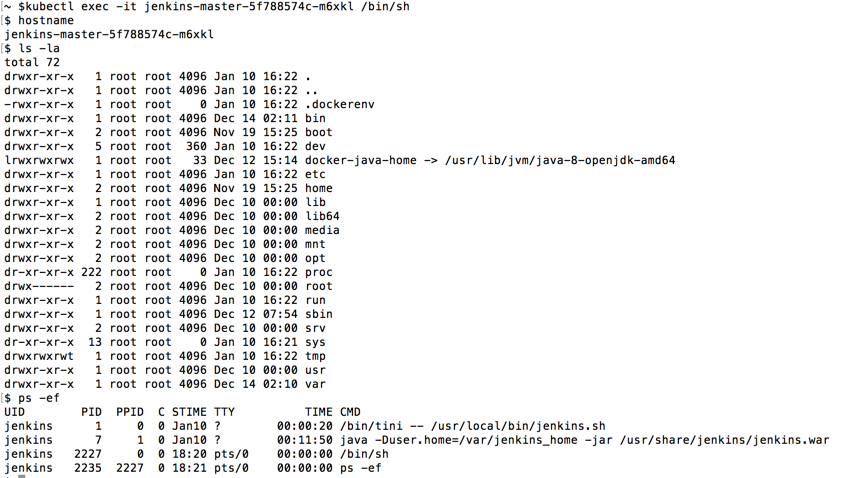 ~ $kubectl exec -it jenkins-master-5f788574c-m6xkl /bin/sh
$ hostname
jenkins-master-5f788574c-m6xkl
$ ls -la
total 72
drwxr-xr-x   1 root root 4096 Jan 10 16:22 .
drwxr-xr-x   1 root root 4096 Jan 10 16:22 ..
-rwxr-xr-x   1 root root    0 Jan 10 16:22 .dockerenv
drwxr-xr-x   1 root root 4096 Dec 14 02:11 bin
drwxr-xr-x   2 root root 4096 Nov 19 15:25 boot
drwxr-xr-x   5 root root  360 Jan 10 16:22 dev
lrwxrwxrwx   1 root root   33 Dec 12 15:14 docker-java-home -> /usr/lib/jvm/java-8-openjdk-amd64
drwxr-xr-x   1 root root 4096 Jan 10 16:22 etc
drwxr-xr-x   2 root root 4096 Nov 19 15:25 home
drwxr-xr-x   1 root root 4096 Dec 10 00:00 lib
drwxr-xr-x   2 root root 4096 Dec 10 00:00 lib64
drwxr-xr-x   2 root root 4096 Dec 10 00:00 media
drwxr-xr-x   2 root root 4096 Dec 10 00:00 mnt
drwxr-xr-x   2 root root 4096 Dec 10 00:00 opt
dr-xr-xr-x 222 root root    0 Jan 10 16:22 proc
drwx------   2 root root 4096 Dec 10 00:00 root
drwxr-xr-x   1 root root 4096 Jan 10 16:22 run
drwxr-xr-x   1 root root 4096 Dec 12 07:54 sbin
drwxr-xr-x   2 root root 4096 Dec 10 00:00 srv
dr-xr-xr-x  13 root root    0 Jan 10 16:21 sys
drwxrwxrwt   1 root root 4096 Jan 10 16:22 tmp
drwxr-xr-x   1 root root 4096 Dec 10 00:00 usr
drwxr-xr-x   1 root root 4096 Dec 14 02:10 var
$ ps -ef
UID        PID  PPID  C STIME TTY          TIME CMD
jenkins      1     0  0 Jan10 ?        00:00:20 /bin/tini -- /usr/local/bin/jenkins.sh
jenkins      7     1  0 Jan10 ?        00:11:50 java -Duser.home=/var/jenkins_home -jar /usr/share/jenkins/jenkins.war
jenkins   2227     0  0 18:20 pts/0    00:00:00 /bin/sh
jenkins   2235  2227  0 18:21 pts/0    00:00:00 ps -ef